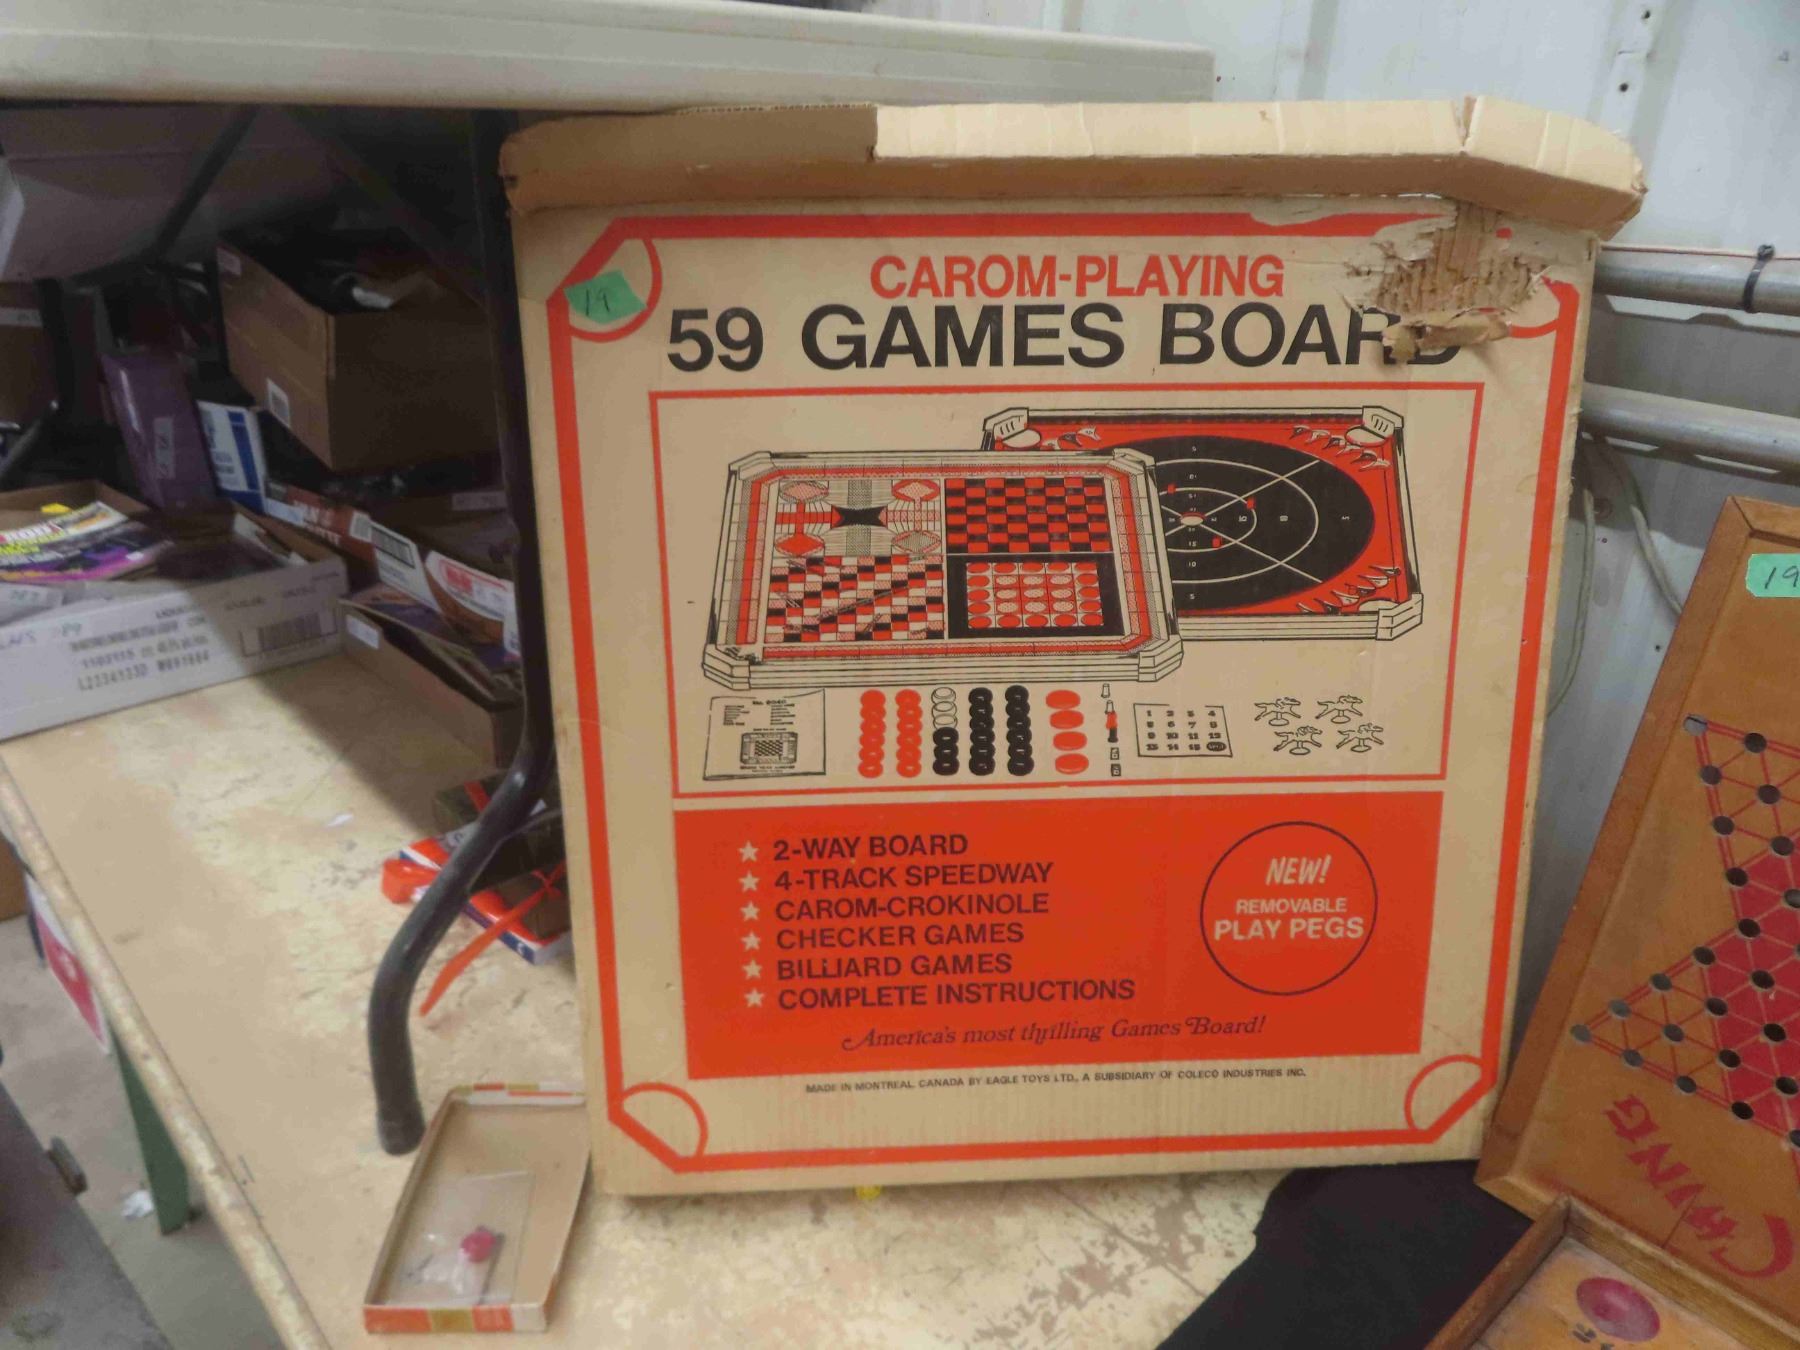 CAROM-PLAYING
59 GAMES BOARD
19
2-WAY BOARD
4-TRACK SPEEDWAY
CAROM-CROKINOLE
CHECKER GAMES
BILLIARD GAMES
COMPLETE INSTRUCTIONS
NEW!
REMOVABLE
PLAY PEGS
America's most thrilling Games Board!
MADE IN MONTREAL, CANADA BY EAGLE TOYS LTD., A SUBSIDIARY OF COLECO INDUSTRIES INC.
19